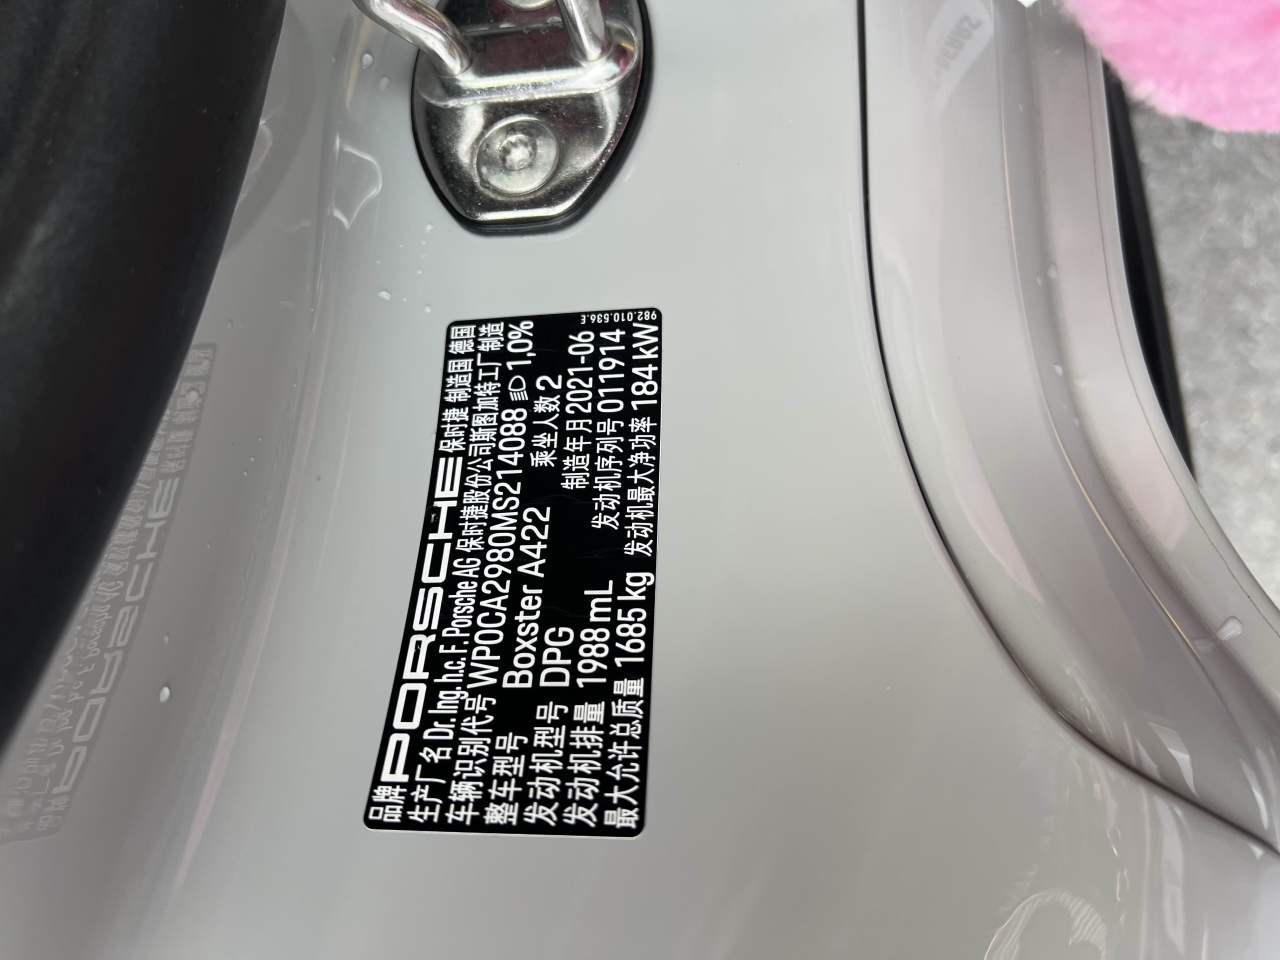 982.010.536.E
品牌 PORSCHE 保时捷 制造国 德国
生产厂名 Dr. Ing. h.c. F. Porsche AG 保时捷股份公司斯图加特工厂制造
车辆识别代号 WP0CA2980MS214088 1,0%
整车型号 Boxster A422 乘坐人数 2
发动机型号 DPG 制造年月 2021-06
发动机排量 1988 mL 发动机序列号 011914
最大允许总质量 1685 kg 发动机最大净功率 184 kW